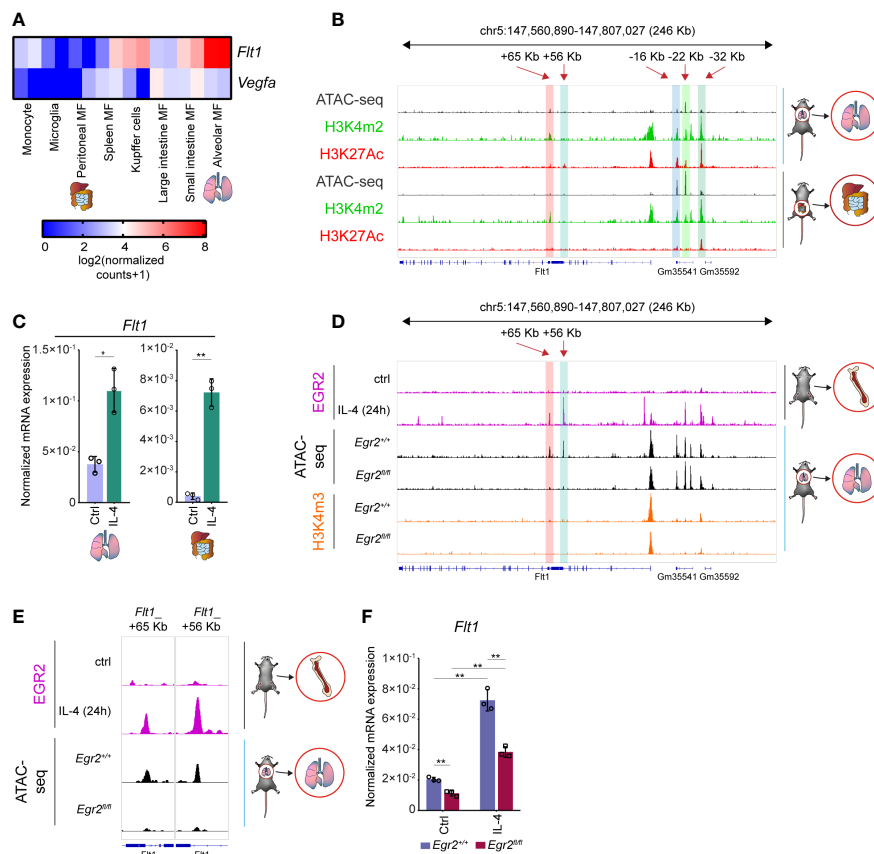 A
Flt1
Vegfa
Monocyte
Microglia
Peritoneal MF
Spleen MF
Kupffer cells
Large intestine MF
Small intestine MF
Alveolar MF
0 2 4 6 8
log2(normalized
counts+1)
B
chr5:147,560,890-147,807,027 (246 Kb)
+65 Kb +56 Kb
-16 Kb -22 Kb -32 Kb
ATAC-seq
H3K4m2
H3K27Ac
ATAC-seq
H3K4m2
H3K27Ac
Flt1
Gm35541 Gm35592
C
Flt1
Normalized mRNA expression
1.5×10⁻¹
1×10⁻¹
5×10⁻²
0
*
Ctrl
IL-4
1×10⁻²
8×10⁻³
6×10⁻³
4×10⁻³
2×10⁻³
0
**
Ctrl
IL-4
D
chr5:147,560,890-147,807,027 (246 Kb)
+65 Kb +56 Kb
EGR2
ctrl
IL-4 (24h)
ATAC-
seq
Egr2+/+
Egr2fl/fl
H3K4m3
Egr2+/+
Egr2fl/fl
Flt1
Gm35541 Gm35592
E
Flt1_
+65 Kb
Flt1_
+56 Kb
EGR2
ctrl
IL-4 (24h)
ATAC-
seq
Egr2+/+
Egr2fl/fl
Flt1
Flt1
F
Flt1
Normalized mRNA expression
1×10⁻¹
8×10⁻²
6×10⁻²
4×10⁻²
2×10⁻²
0
**
**
**
**
Ctrl
IL-4
Egr2+/+
Egr2fl/fl